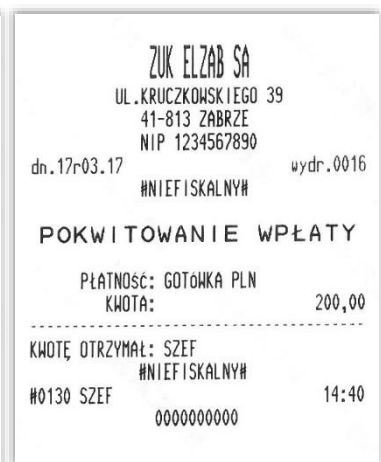 ZUK ELZAB SA
UL.KRUCZKOWSKIEGO 39
41-813 ZABRZE
NIP 1234567890
dn.17r03.17 wydr.0016
#NIEFISKALNY#
POKWITOWANIE WPŁATY
PŁATNOŚĆ: GOTÓWKA PLN
KWOTA: 200,00
KWOTĘ OTRZYMAŁ: SZEF
#NIEFISKALNY#
#0130 SZEF 14:40
0000000000